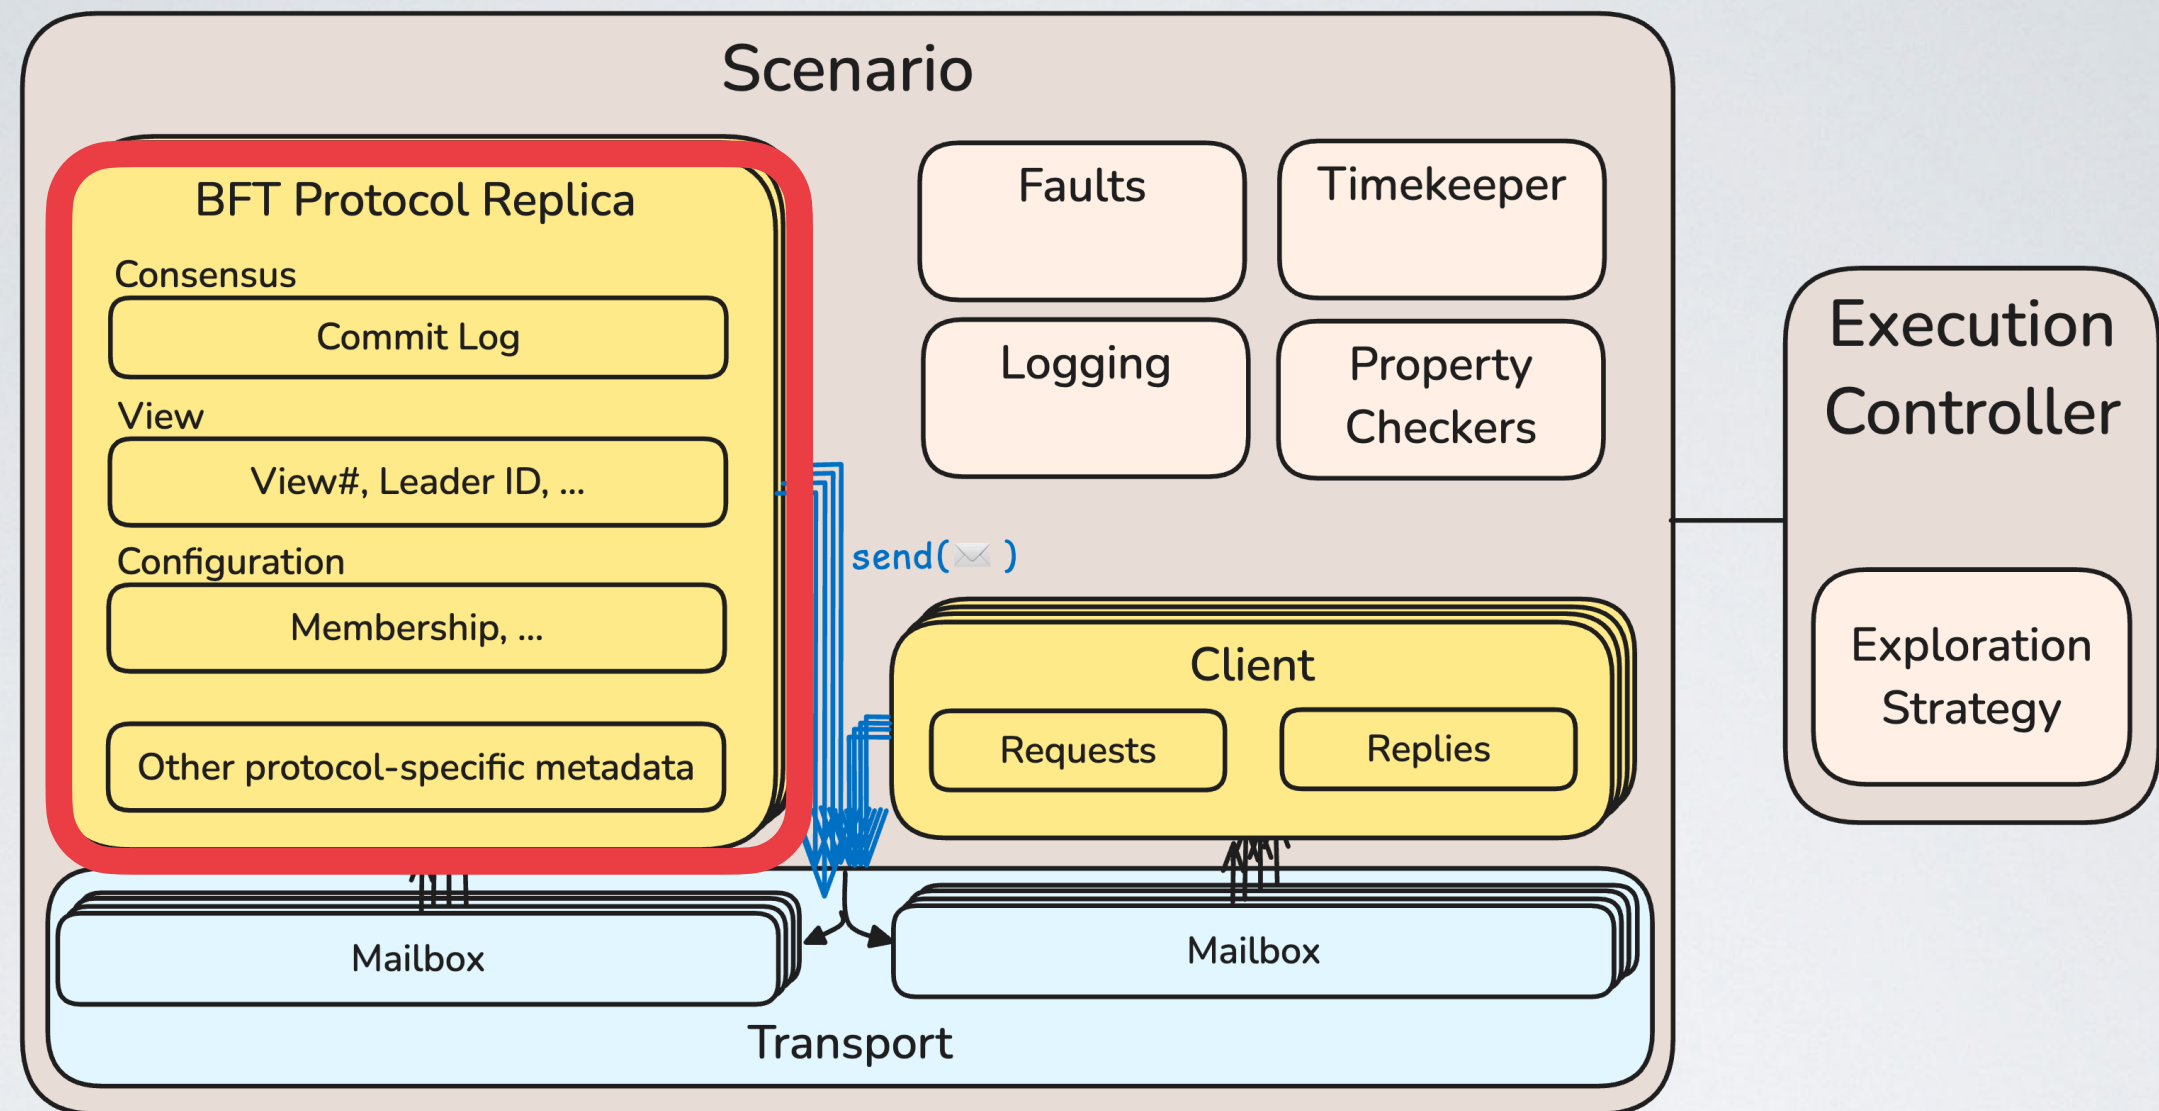 Scenario
BFT Protocol Replica
Consensus
Commit Log
View
View#, Leader ID, ...
Configuration
Membership, ...
Other protocol-specific metadata
Faults
Timekeeper
Logging
Property
Checkers
send(✉️ )
Client
Requests
Replies
Mailbox
Mailbox
Transport
Execution
Controller
Exploration
Strategy